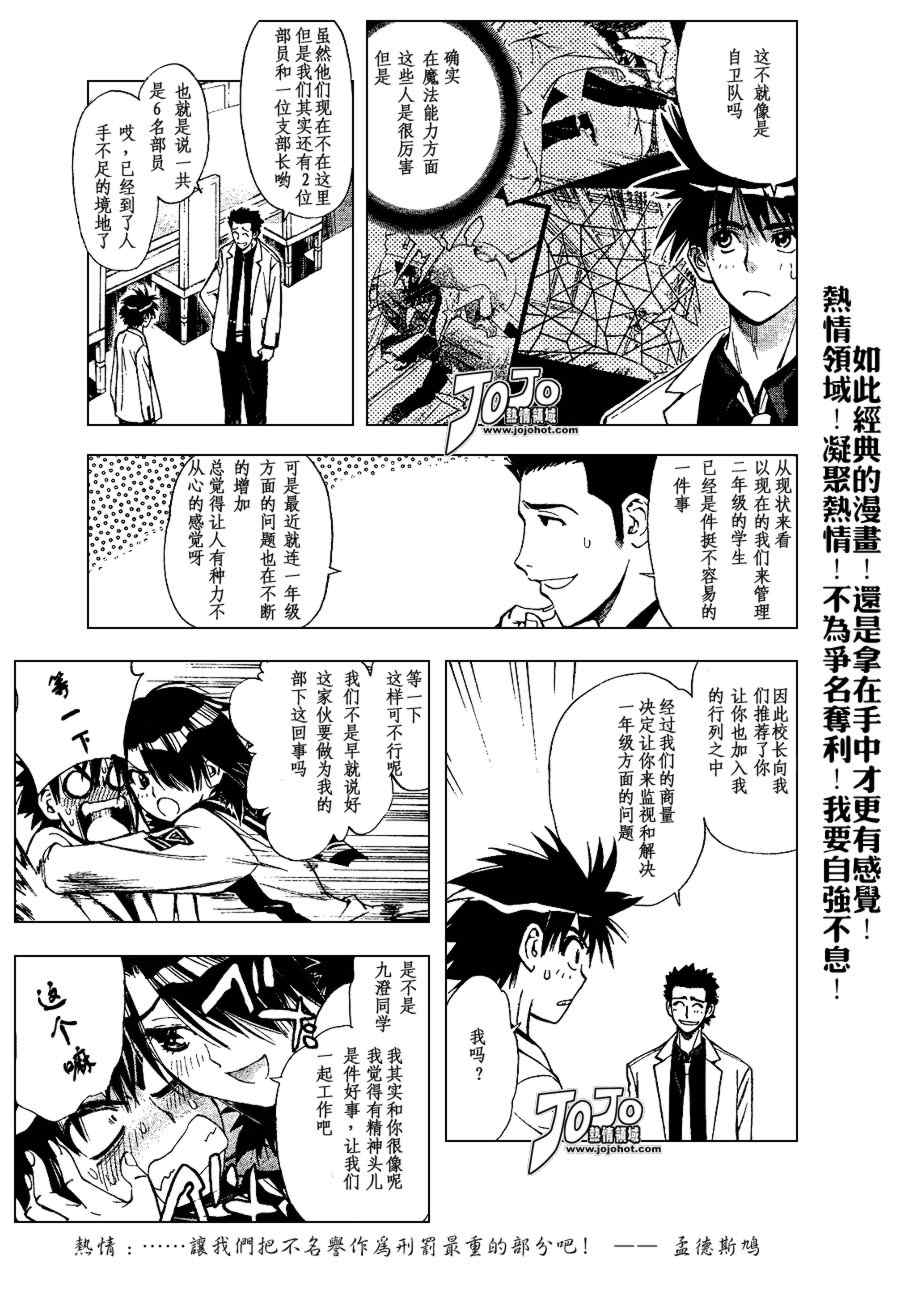 这不就像是
自卫队吗
确实
在魔法能力方面
这些人是很厉害
但是
虽然他们现在不在这里
但是我们其实还有2位
部员和一位支部长哟
也就是说一共
是6名部员
哎，已经到了人
手不足的境地了
JOJO
熱情領域
www.jojohot.com
从现状来看
以现在的我们来管理
二年级的学生
已经是件挺不容易的
一件事
可是最近就连一年级
方面的问题也在不断
的增加
总觉得让人有种力不
从心的感觉呀
因此校长向我
们推荐了你
让你也加入我
的行列之中
经过我们的商量
决定让你来监视和解决
一年级方面的问题
我吗？
JOJO
熱情領域
www.jojohot.com
等一下
这样可不行呢
我们不是早就说好
这家伙要做为我的
部下这回事吗
等一下
是不是
九澄同学
我其实和你很像呢
我觉得有精神头儿
是件好事，让我们
一起工作吧
这个嘛
如此經典的漫畫！還是拿在手中才更有感覺！
熱情領域！凝聚熱情！不為爭名奪利！我要自強不息！
熱情：……讓我們把不名譽作為刑罰最重的部分吧！ —— 孟德斯鳩